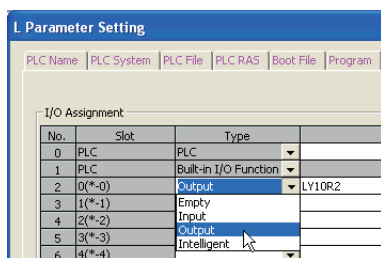 L Parameter Setting
PLC Name PLC System PLC File PLC RAS Boot File Program
I/O Assignment
No. Slot Type
0 PLC PLC
1 PLC Built-in I/O Function
2 0(*-0) Output LY10R2
3 1(*-1) Empty
4 2(*-2) Input
5 3(*-3) Output
Intelligent
6 4(*-4)